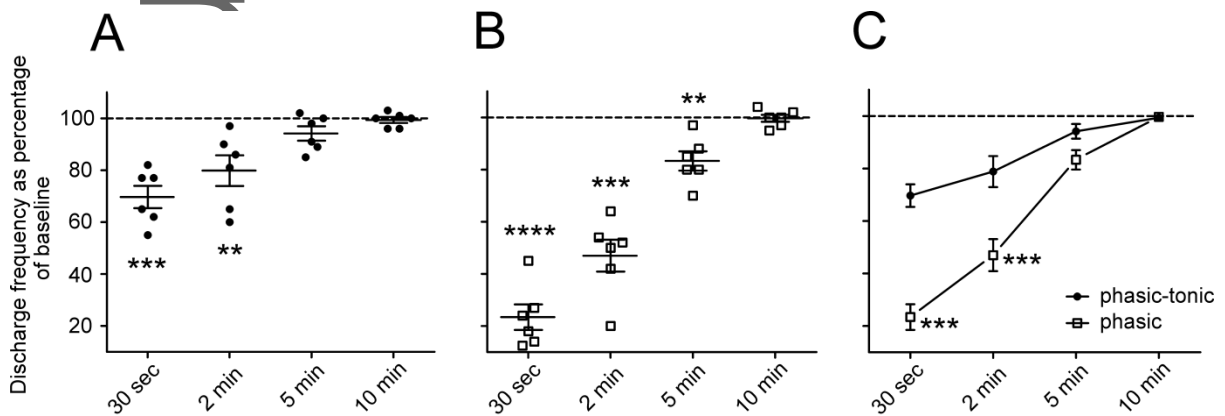 A
B
C
Discharge frequency as percentage
of baseline
100
80
60
40
20
***
**
****
***
**
***
***
phasic-tonic
phasic
30 sec
2 min
5 min
10 min
30 sec
2 min
5 min
10 min
30 sec
2 min
5 min
10 min